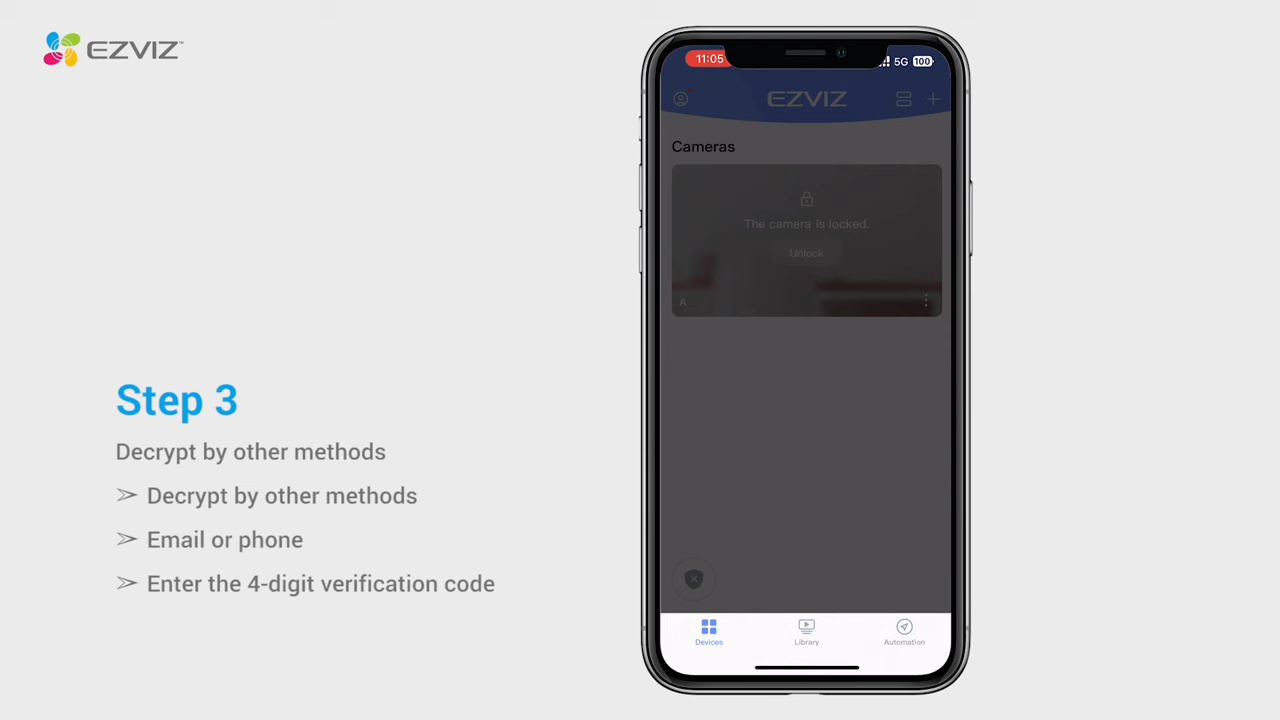 EZVIZ™
Step 3
Decrypt by other methods
➢ Decrypt by other methods
➢ Email or phone
➢ Enter the 4-digit verification code
11:05
5G 100
EZVIZ
Cameras
The camera is locked.
Unlock
A
Devices
Library
Automation